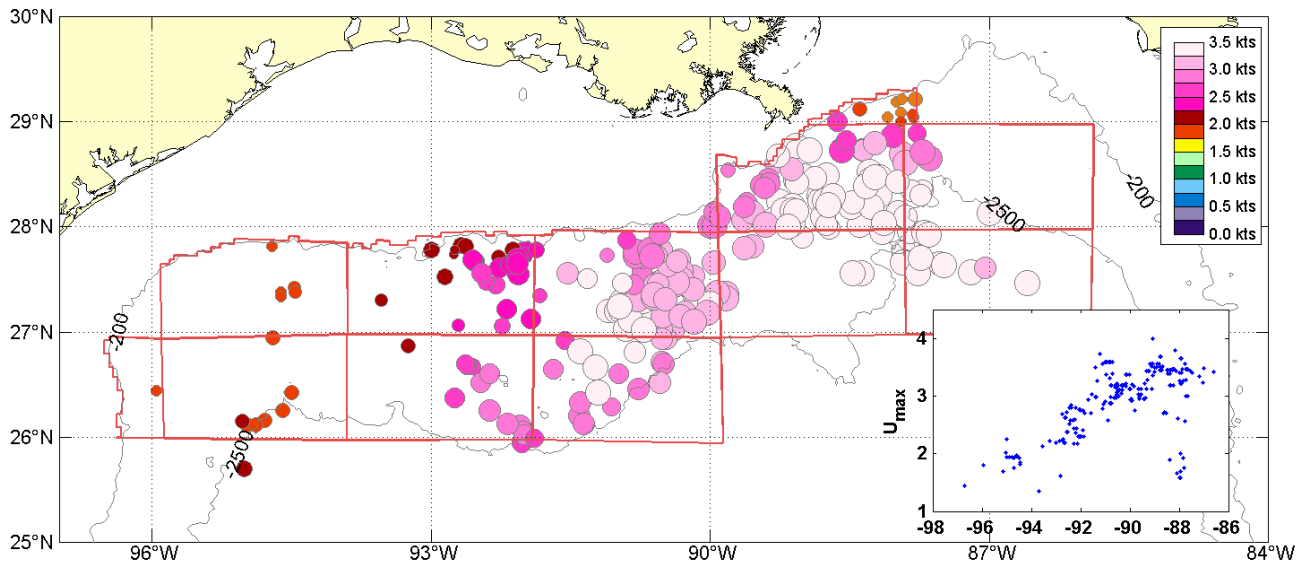 30°N
29°N
28°N
27°N
26°N
25°N
96°W
93°W
90°W
87°W
84°W
3.5 kts
3.0 kts
2.5 kts
2.0 kts
1.5 kts
1.0 kts
0.5 kts
0.0 kts
-200
-2500
-200
-2500
4
3
2
1
Umax
-98
-96
-94
-92
-90
-88
-86